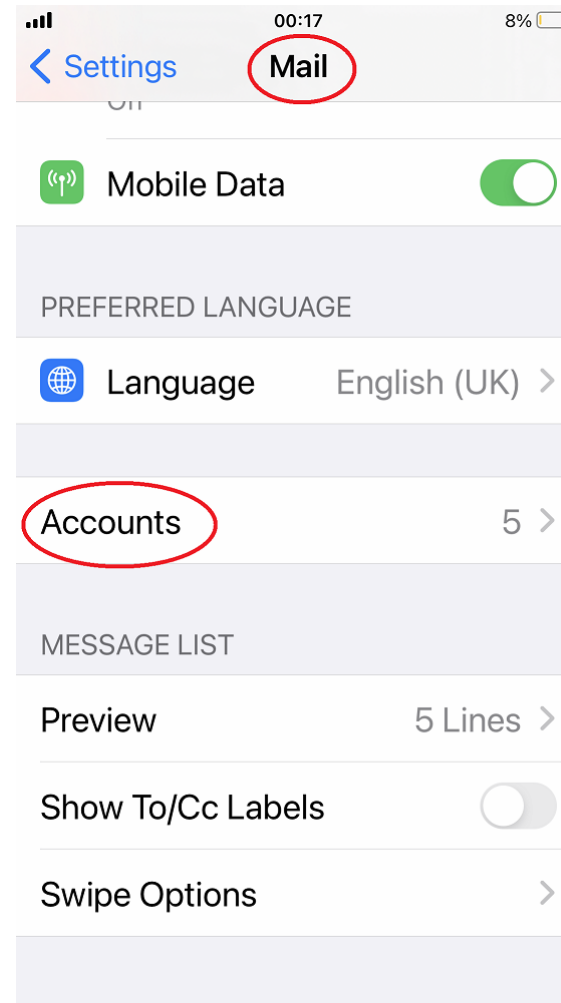 00:17 8%
Settings Mail
Off
Mobile Data
PREFERRED LANGUAGE
Language English (UK)
Accounts 5
MESSAGE LIST
Preview 5 Lines
Show To/Cc Labels
Swipe Options